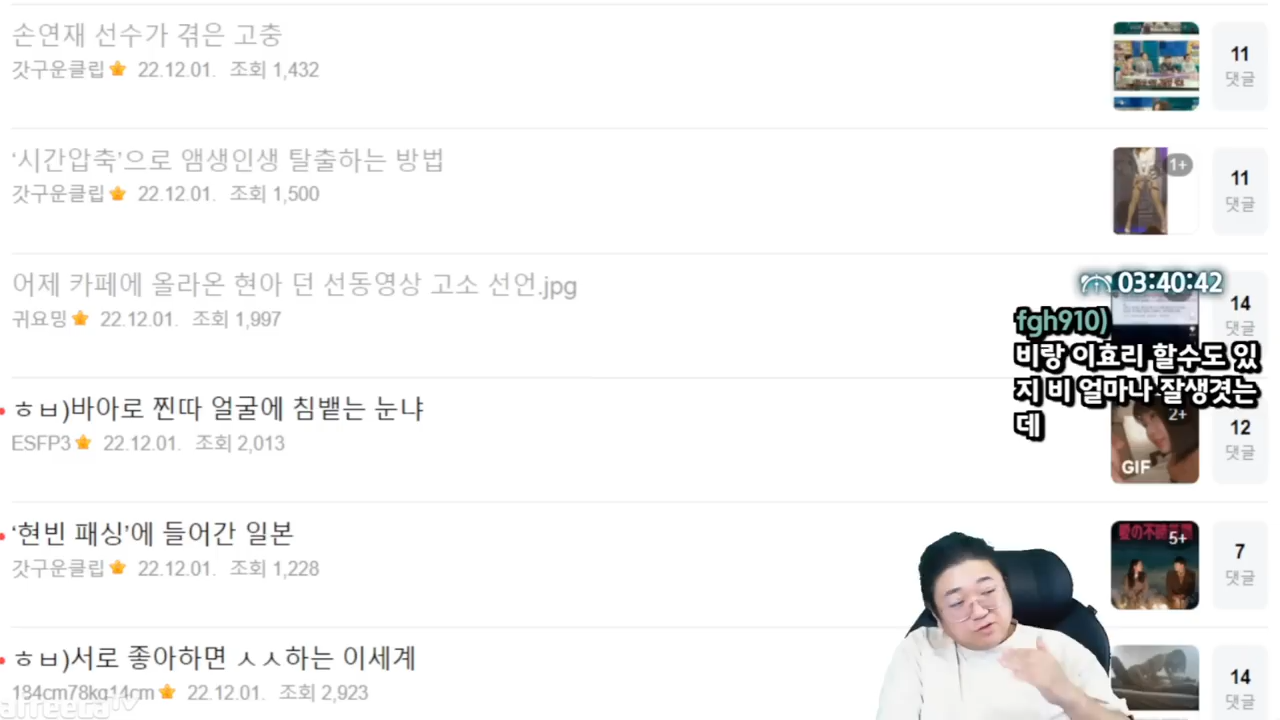 손연재 선수가 겪은 고충
갓구운클립 22.12.01. 조회 1,432
11
댓글
‘시간압축’으로 앰생인생 탈출하는 방법
갓구운클립 22.12.01. 조회 1,500
1+
11
댓글
어제 카페에 올라온 현아 던 선동영상 고소 선언.jpg
귀요밍 22.12.01. 조회 1,997
14
댓글
03:40:42
fgh910)
비랑 이효리 할수도 있
지 비 얼마나 잘생겻는
데
ㅎㅂ)바아로 찐따 얼굴에 침뱉는 눈냐
ESFP3 22.12.01. 조회 2,013
2+
GIF
12
댓글
‘현빈 패싱’에 들어간 일본
갓구운클립 22.12.01. 조회 1,228
5+
7
댓글
ㅎㅂ)서로 좋아하면 ㅅㅅ하는 이세계
184cm78kg14cm 22.12.01. 조회 2,923
14
댓글
afreecaTV